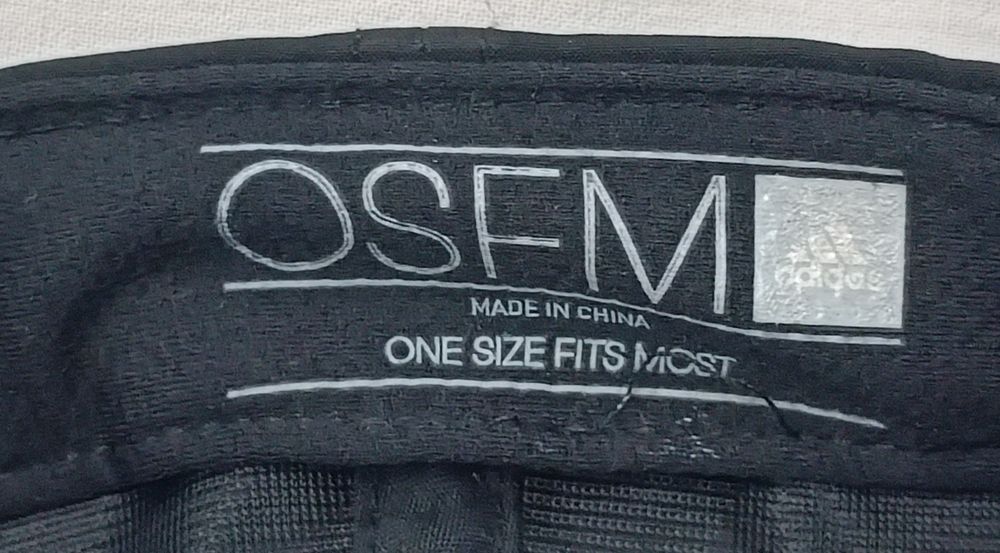 OSFM
adidas
MADE IN CHINA
ONE SIZE FITS MOST